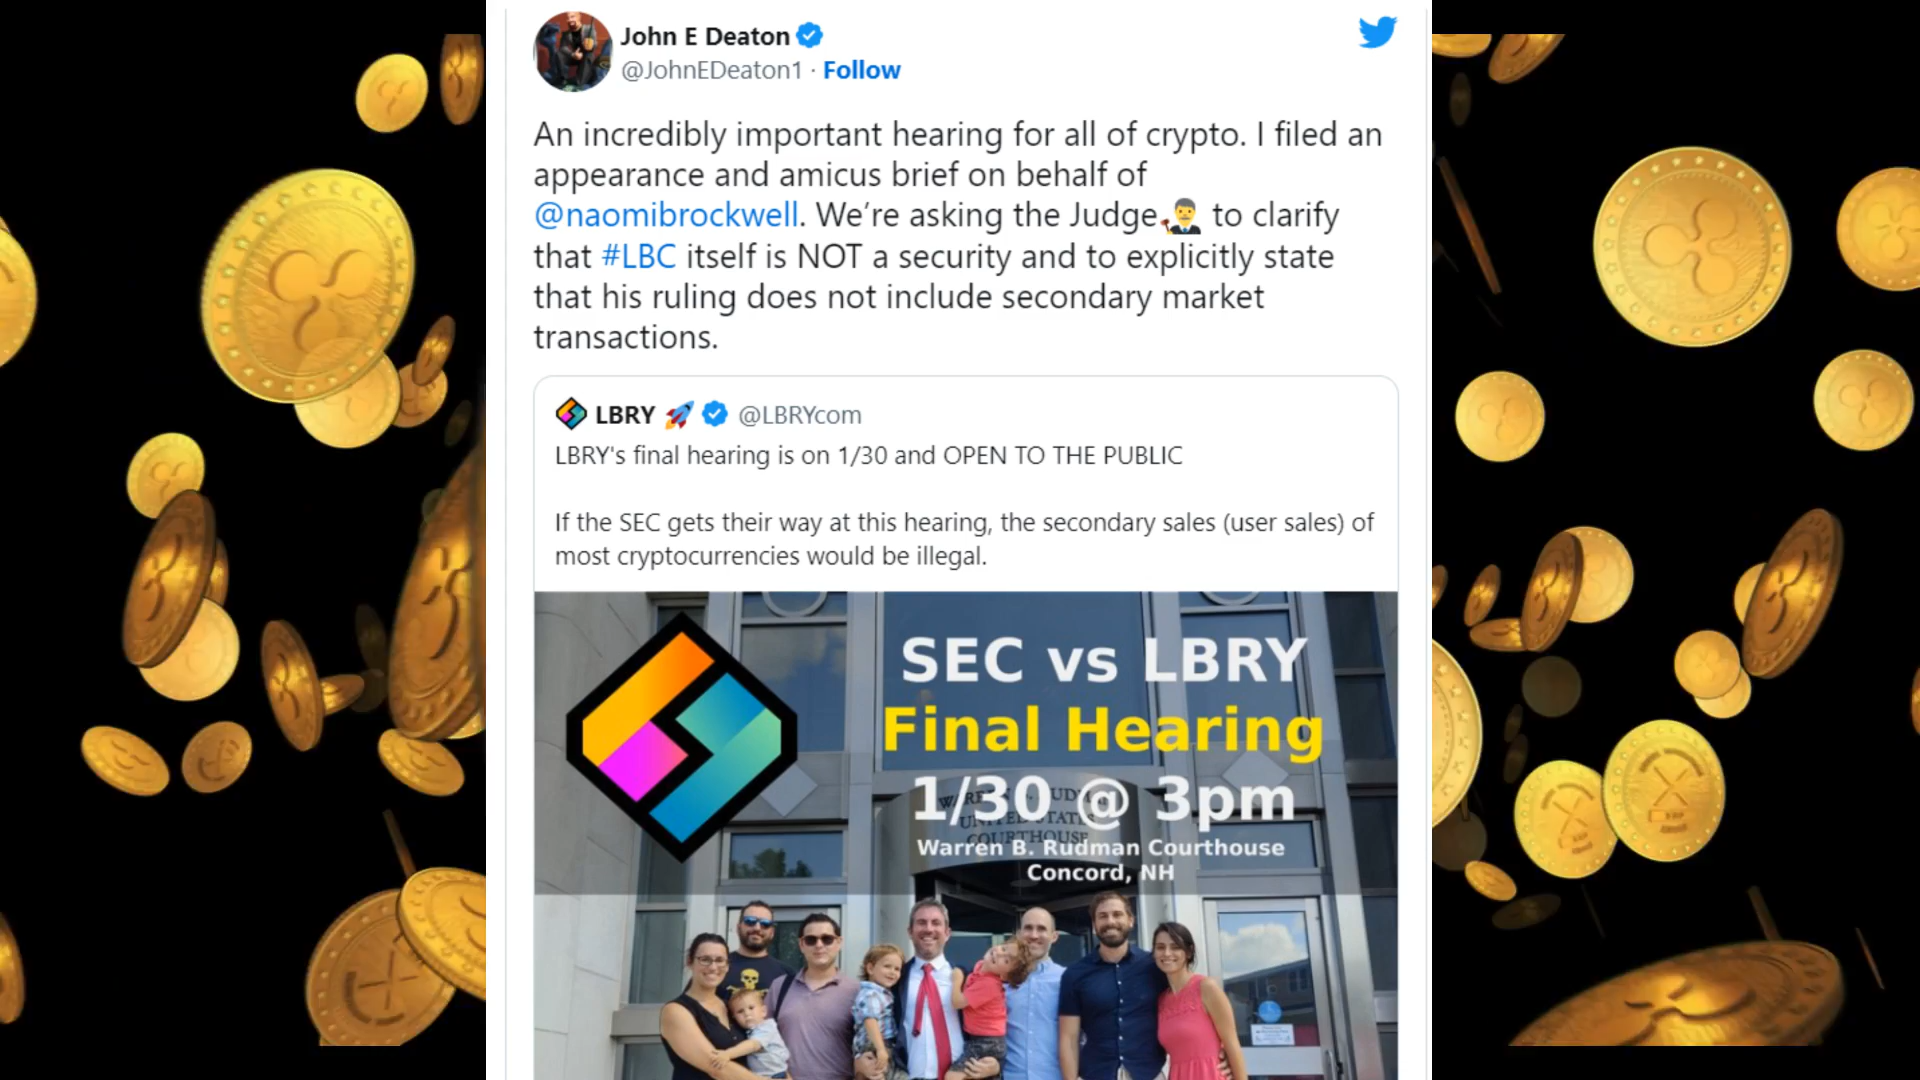 John E Deaton
@JohnEDeaton1 · Follow
An incredibly important hearing for all of crypto. I filed an
appearance and amicus brief on behalf of
@naomibrockwell. We’re asking the Judge👨‍⚖️ to clarify
that #LBC itself is NOT a security and to explicitly state
that his ruling does not include secondary market
transactions.
LBRY 🚀 @LBRYcom
LBRY's final hearing is on 1/30 and OPEN TO THE PUBLIC
If the SEC gets their way at this hearing, the secondary sales (user sales) of
most cryptocurrencies would be illegal.
SEC vs LBRY
Final Hearing
1/30 @ 3pm
WARREN B. RUDMAN
UNITED STATES
COURTHOUSE
Warren B. Rudman Courthouse
Concord, NH